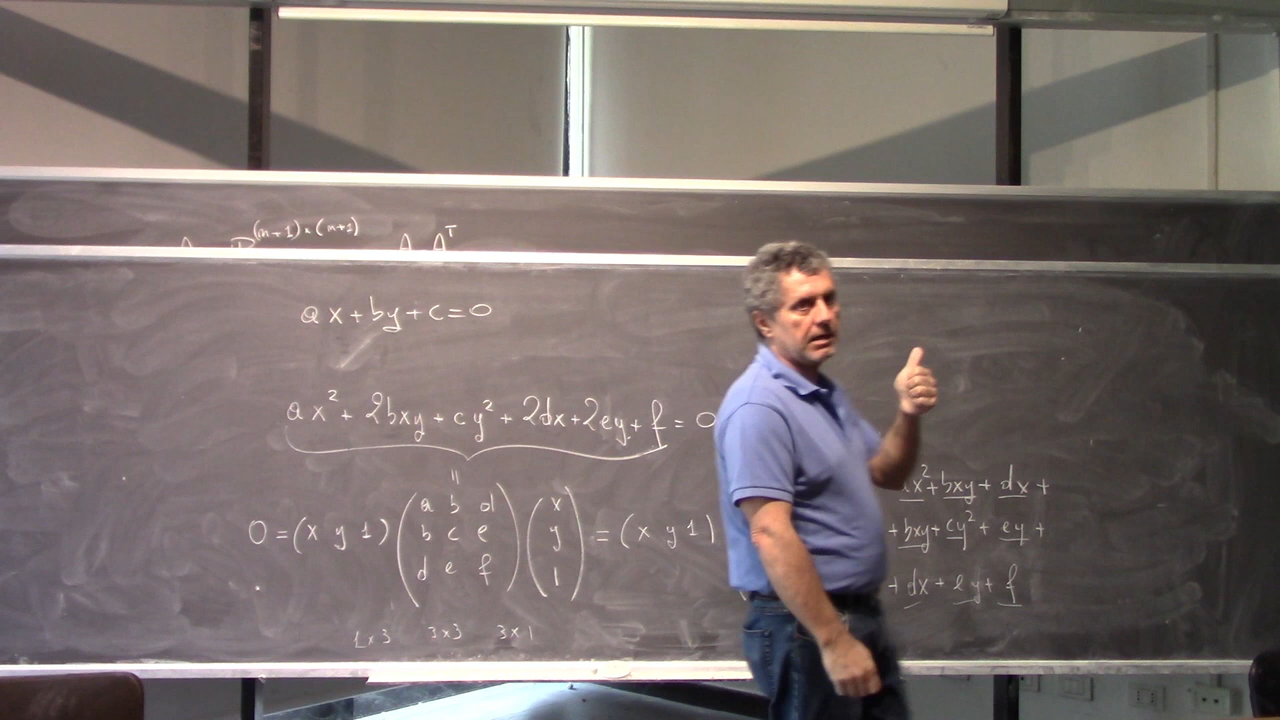 (n+1)×(n+1) A A^T
ax+by+c=0
ax²+2bxy+cy²+2dx+2ey+f=0
ax²+bxy+dx+
0=(x y 1) (a b d (x =(x y 1) +bxy+cy²+ey+
b c e y
d e f) 1) +dx+ey+f
1×3 3×3 3×1